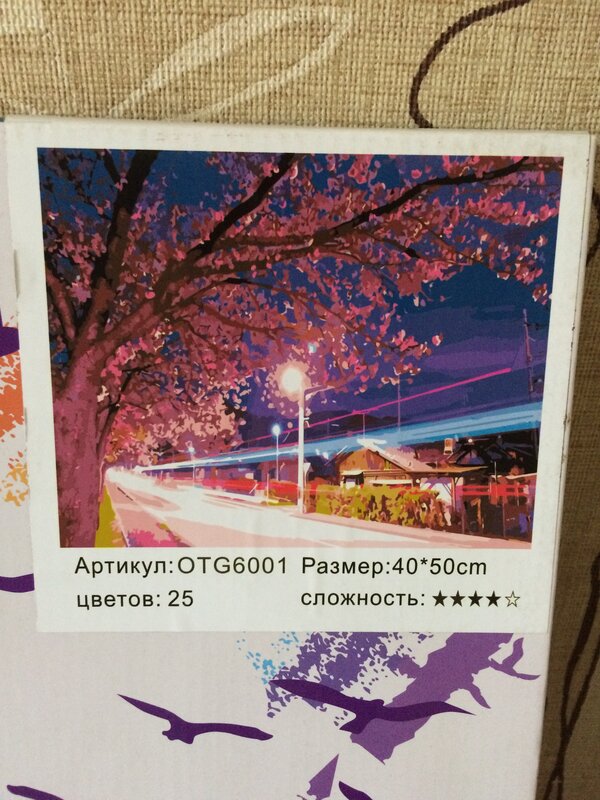 Артикул:OTG6001 Размер:40*50cm
цветов: 25 сложность: ★★★★☆